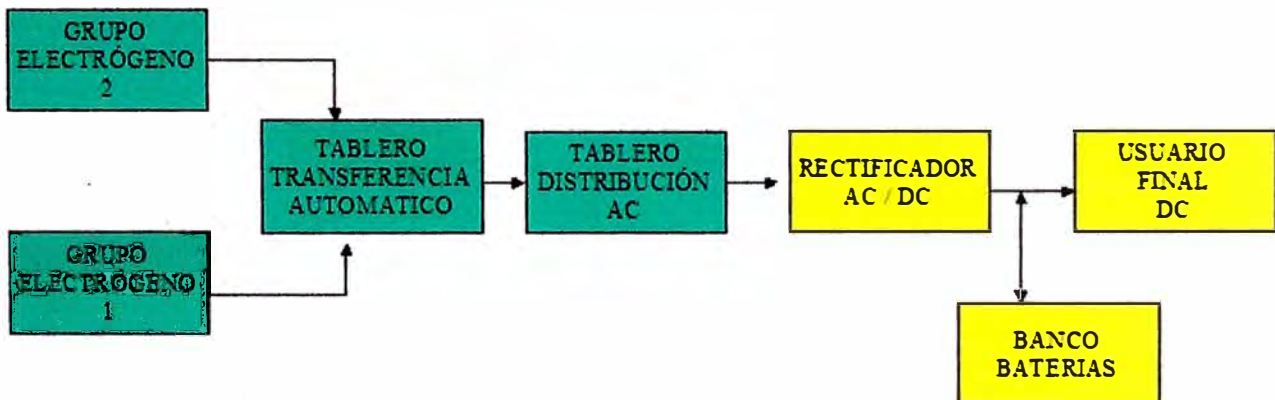 GRUPO
ELECTRÓGENO
2
TABLERO
TRANSFERENCIA
AUTOMATICO
TABLERO
DISTRIBUCIÓN
AC
RECTIFICADOR
AC / DC
USUARIO
FINAL
DC
GRUPO
ELECTRÓGENO
1
BANCO
BATERIAS